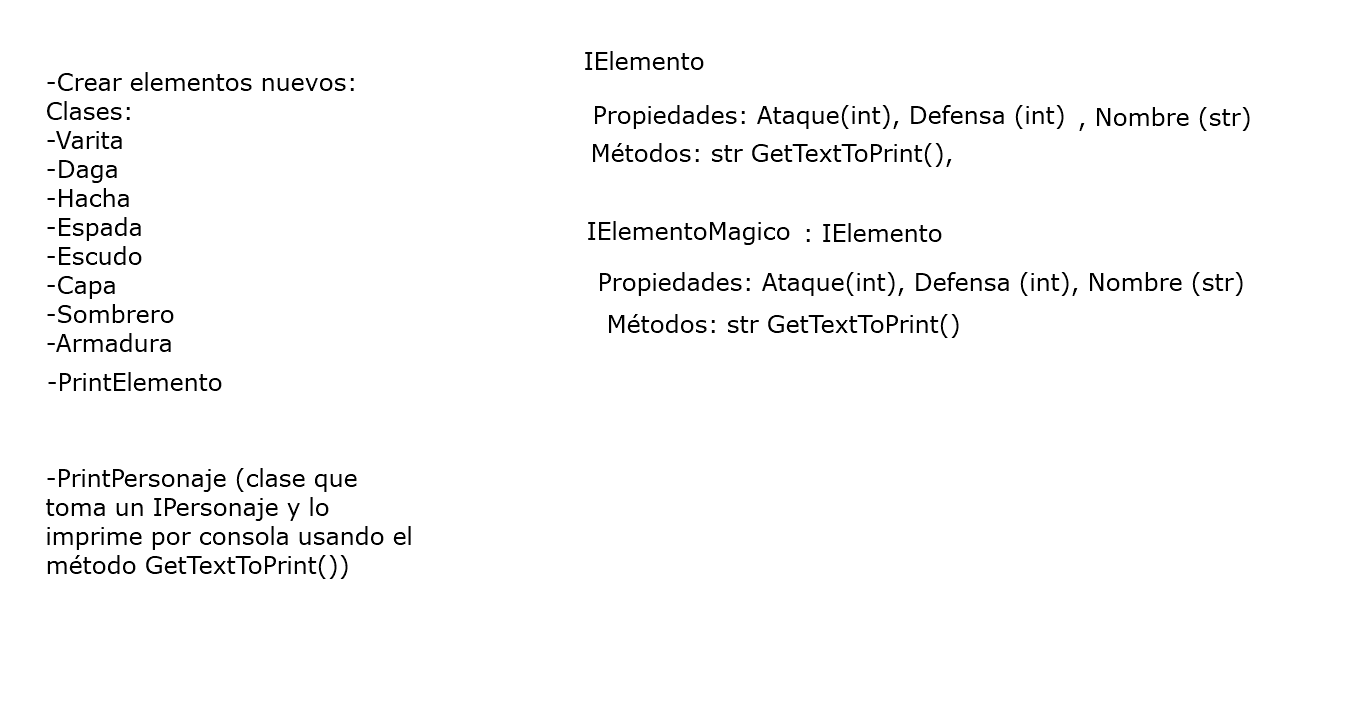 -Crear elementos nuevos:
Clases:
-Varita
-Daga
-Hacha
-Espada
-Escudo
-Capa
-Sombrero
-Armadura
-PrintElemento
-PrintPersonaje (clase que
toma un IPersonaje y lo
imprime por consola usando el
método GetTextToPrint())
IElemento
Propiedades: Ataque(int), Defensa (int) , Nombre (str)
Métodos: str GetTextToPrint(),
IElementoMagico : IElemento
Propiedades: Ataque(int), Defensa (int), Nombre (str)
Métodos: str GetTextToPrint()